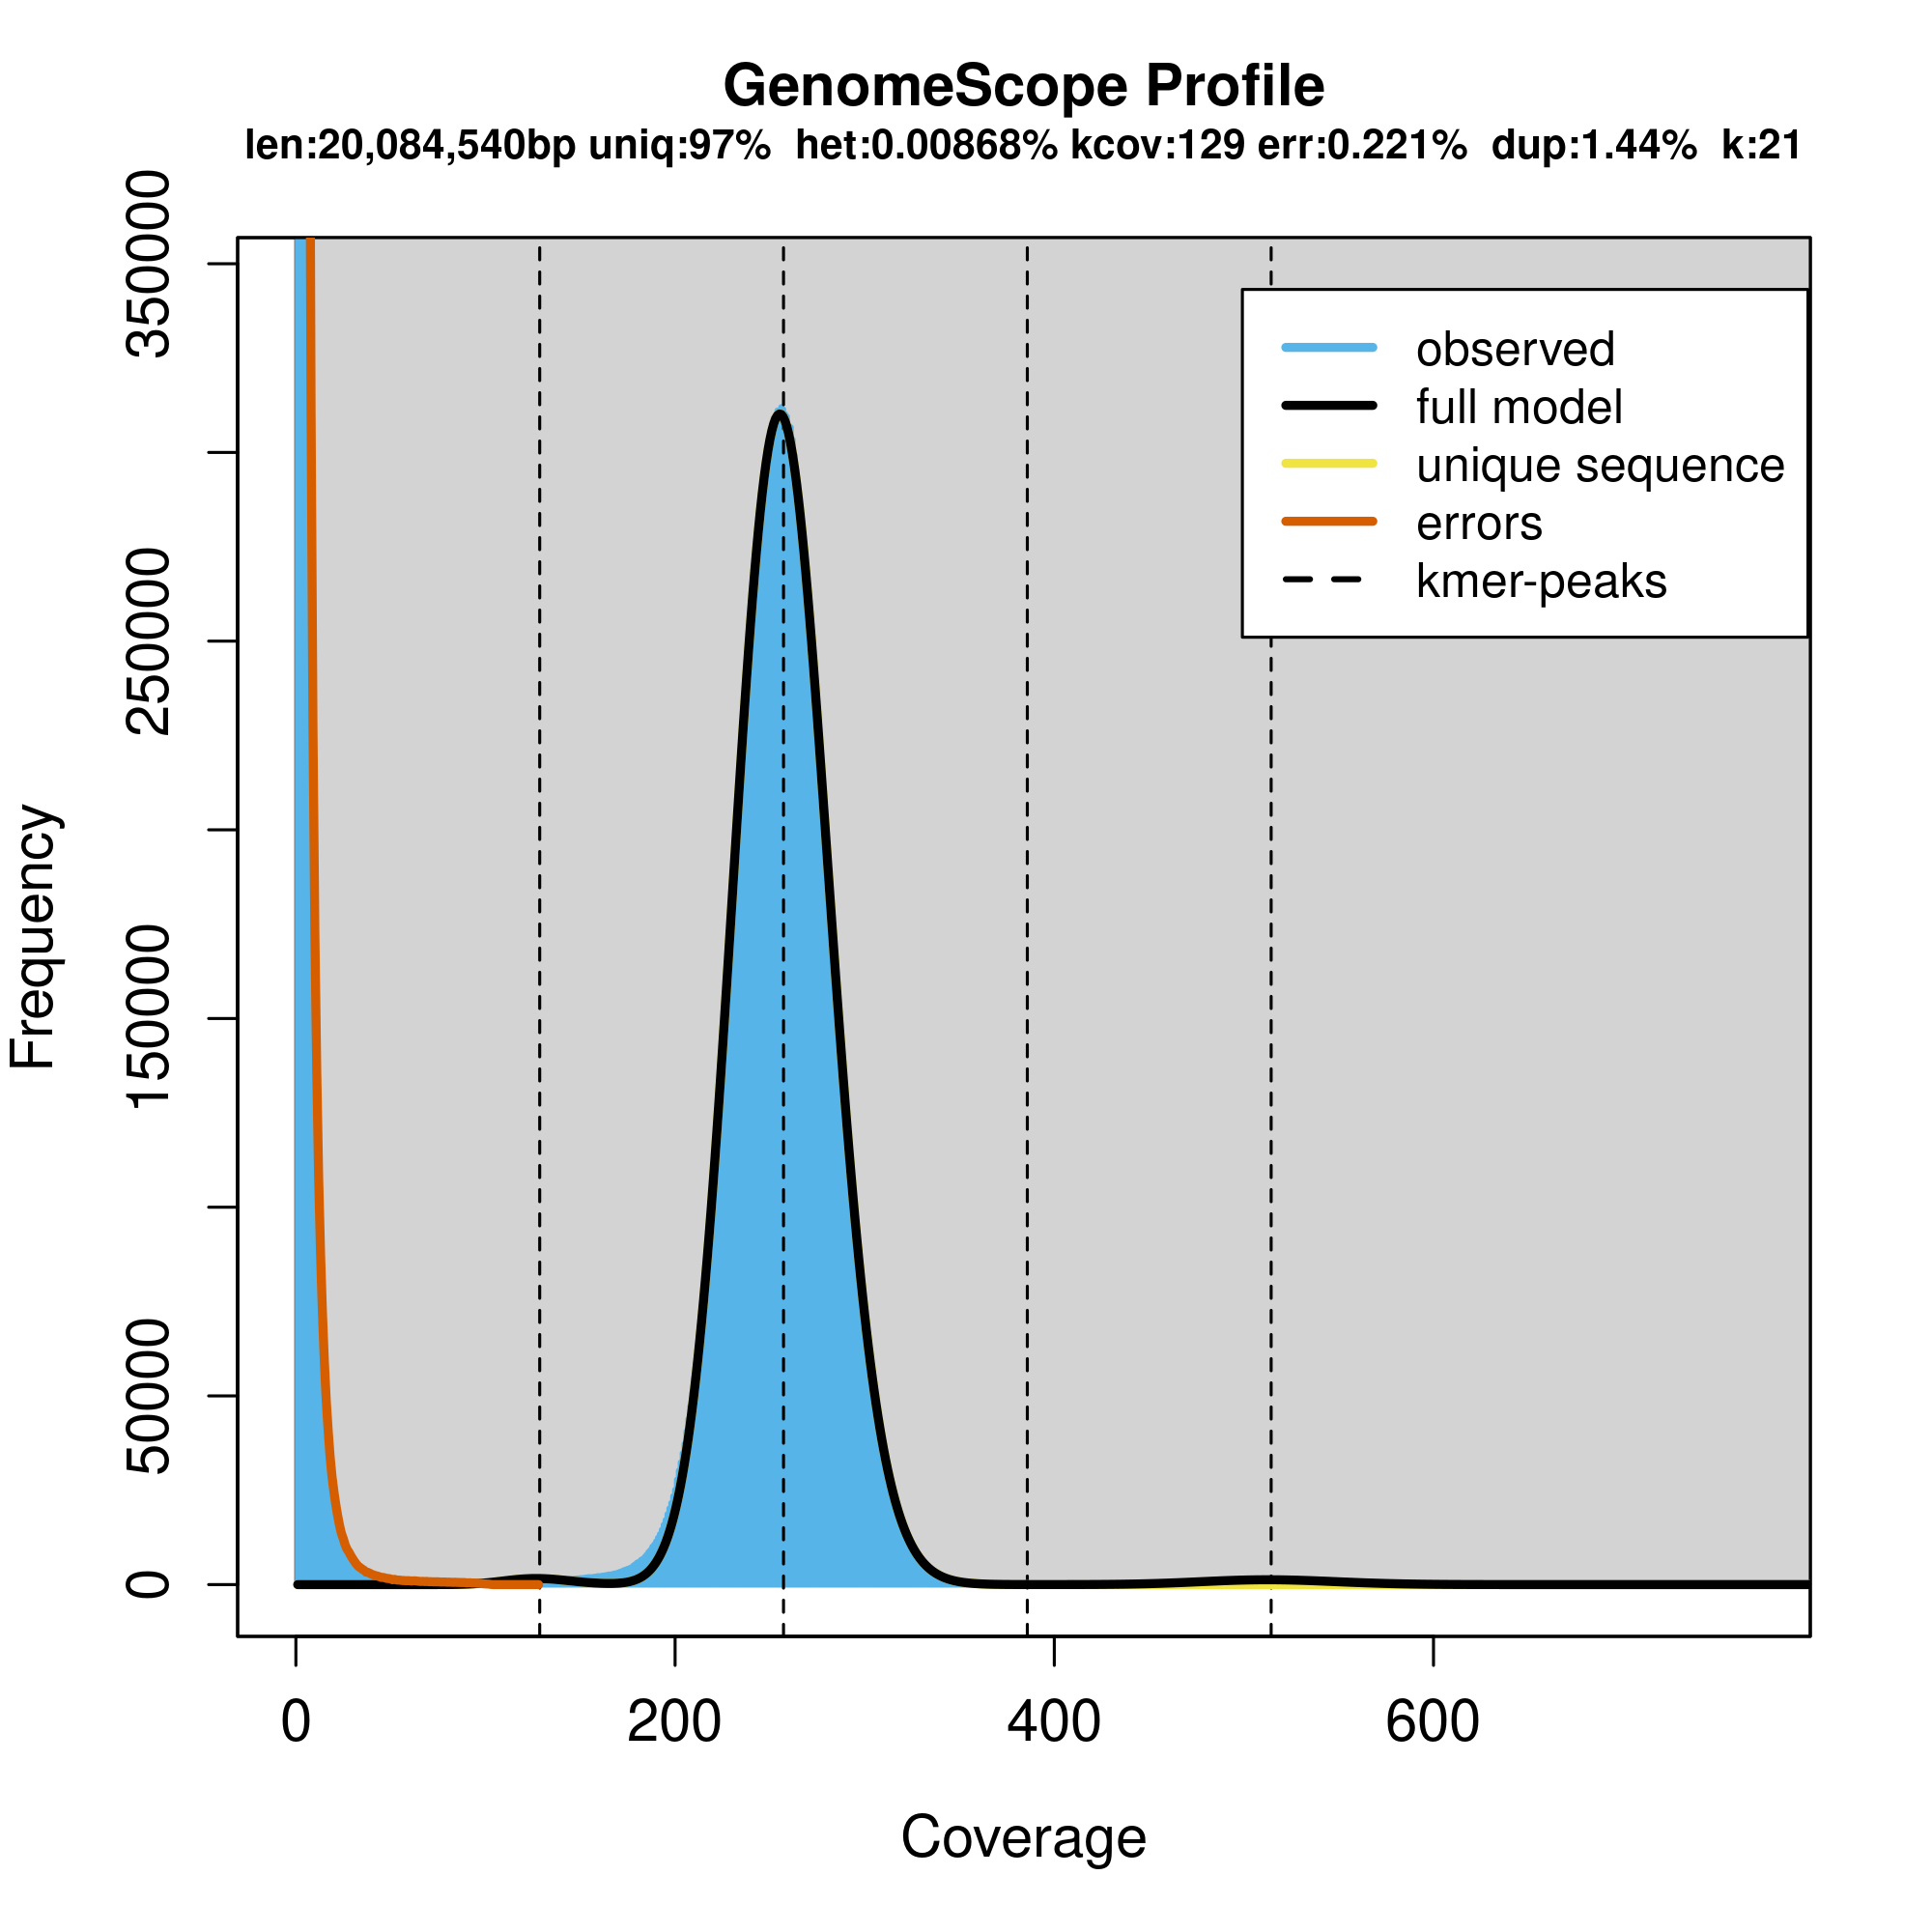 GenomeScope Profile
len:20,084,540bp uniq:97% het:0.00868% kcov:129 err:0.221% dup:1.44% k:21
Frequency
350000
250000
150000
50000
0
observed
full model
unique sequence
errors
kmer-peaks
0 200 400 600
Coverage